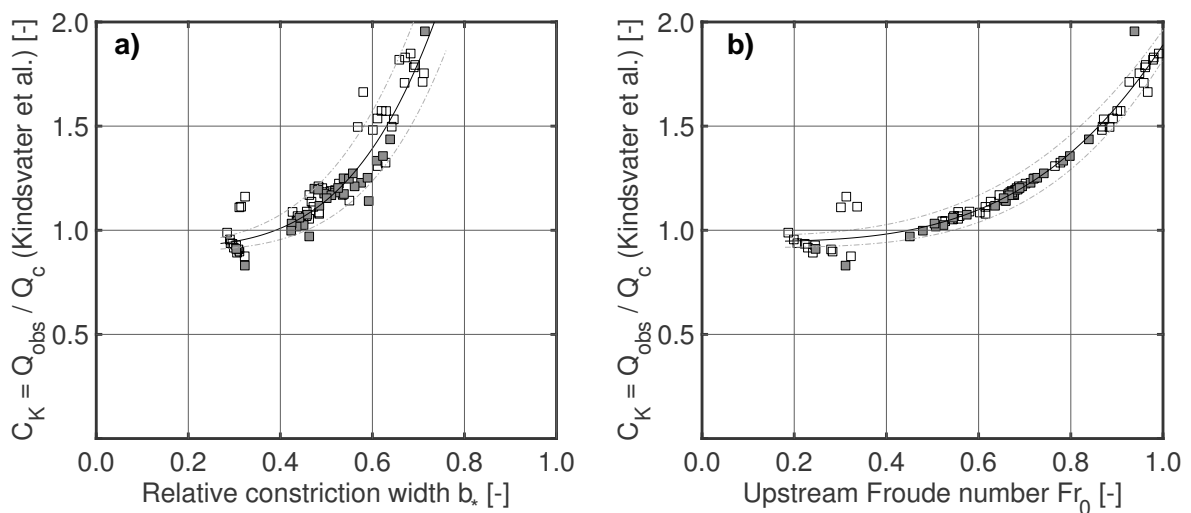 a)
C_K = Q_obs / Q_c (Kindsvater et al.) [-]
2.0
1.5
1.0
0.5
0.0 0.2 0.4 0.6 0.8 1.0
Relative constriction width b_* [-]
b)
C_K = Q_obs / Q_c (Kindsvater et al.) [-]
2.0
1.5
1.0
0.5
0.0 0.2 0.4 0.6 0.8 1.0
Upstream Froude number Fr_0 [-]